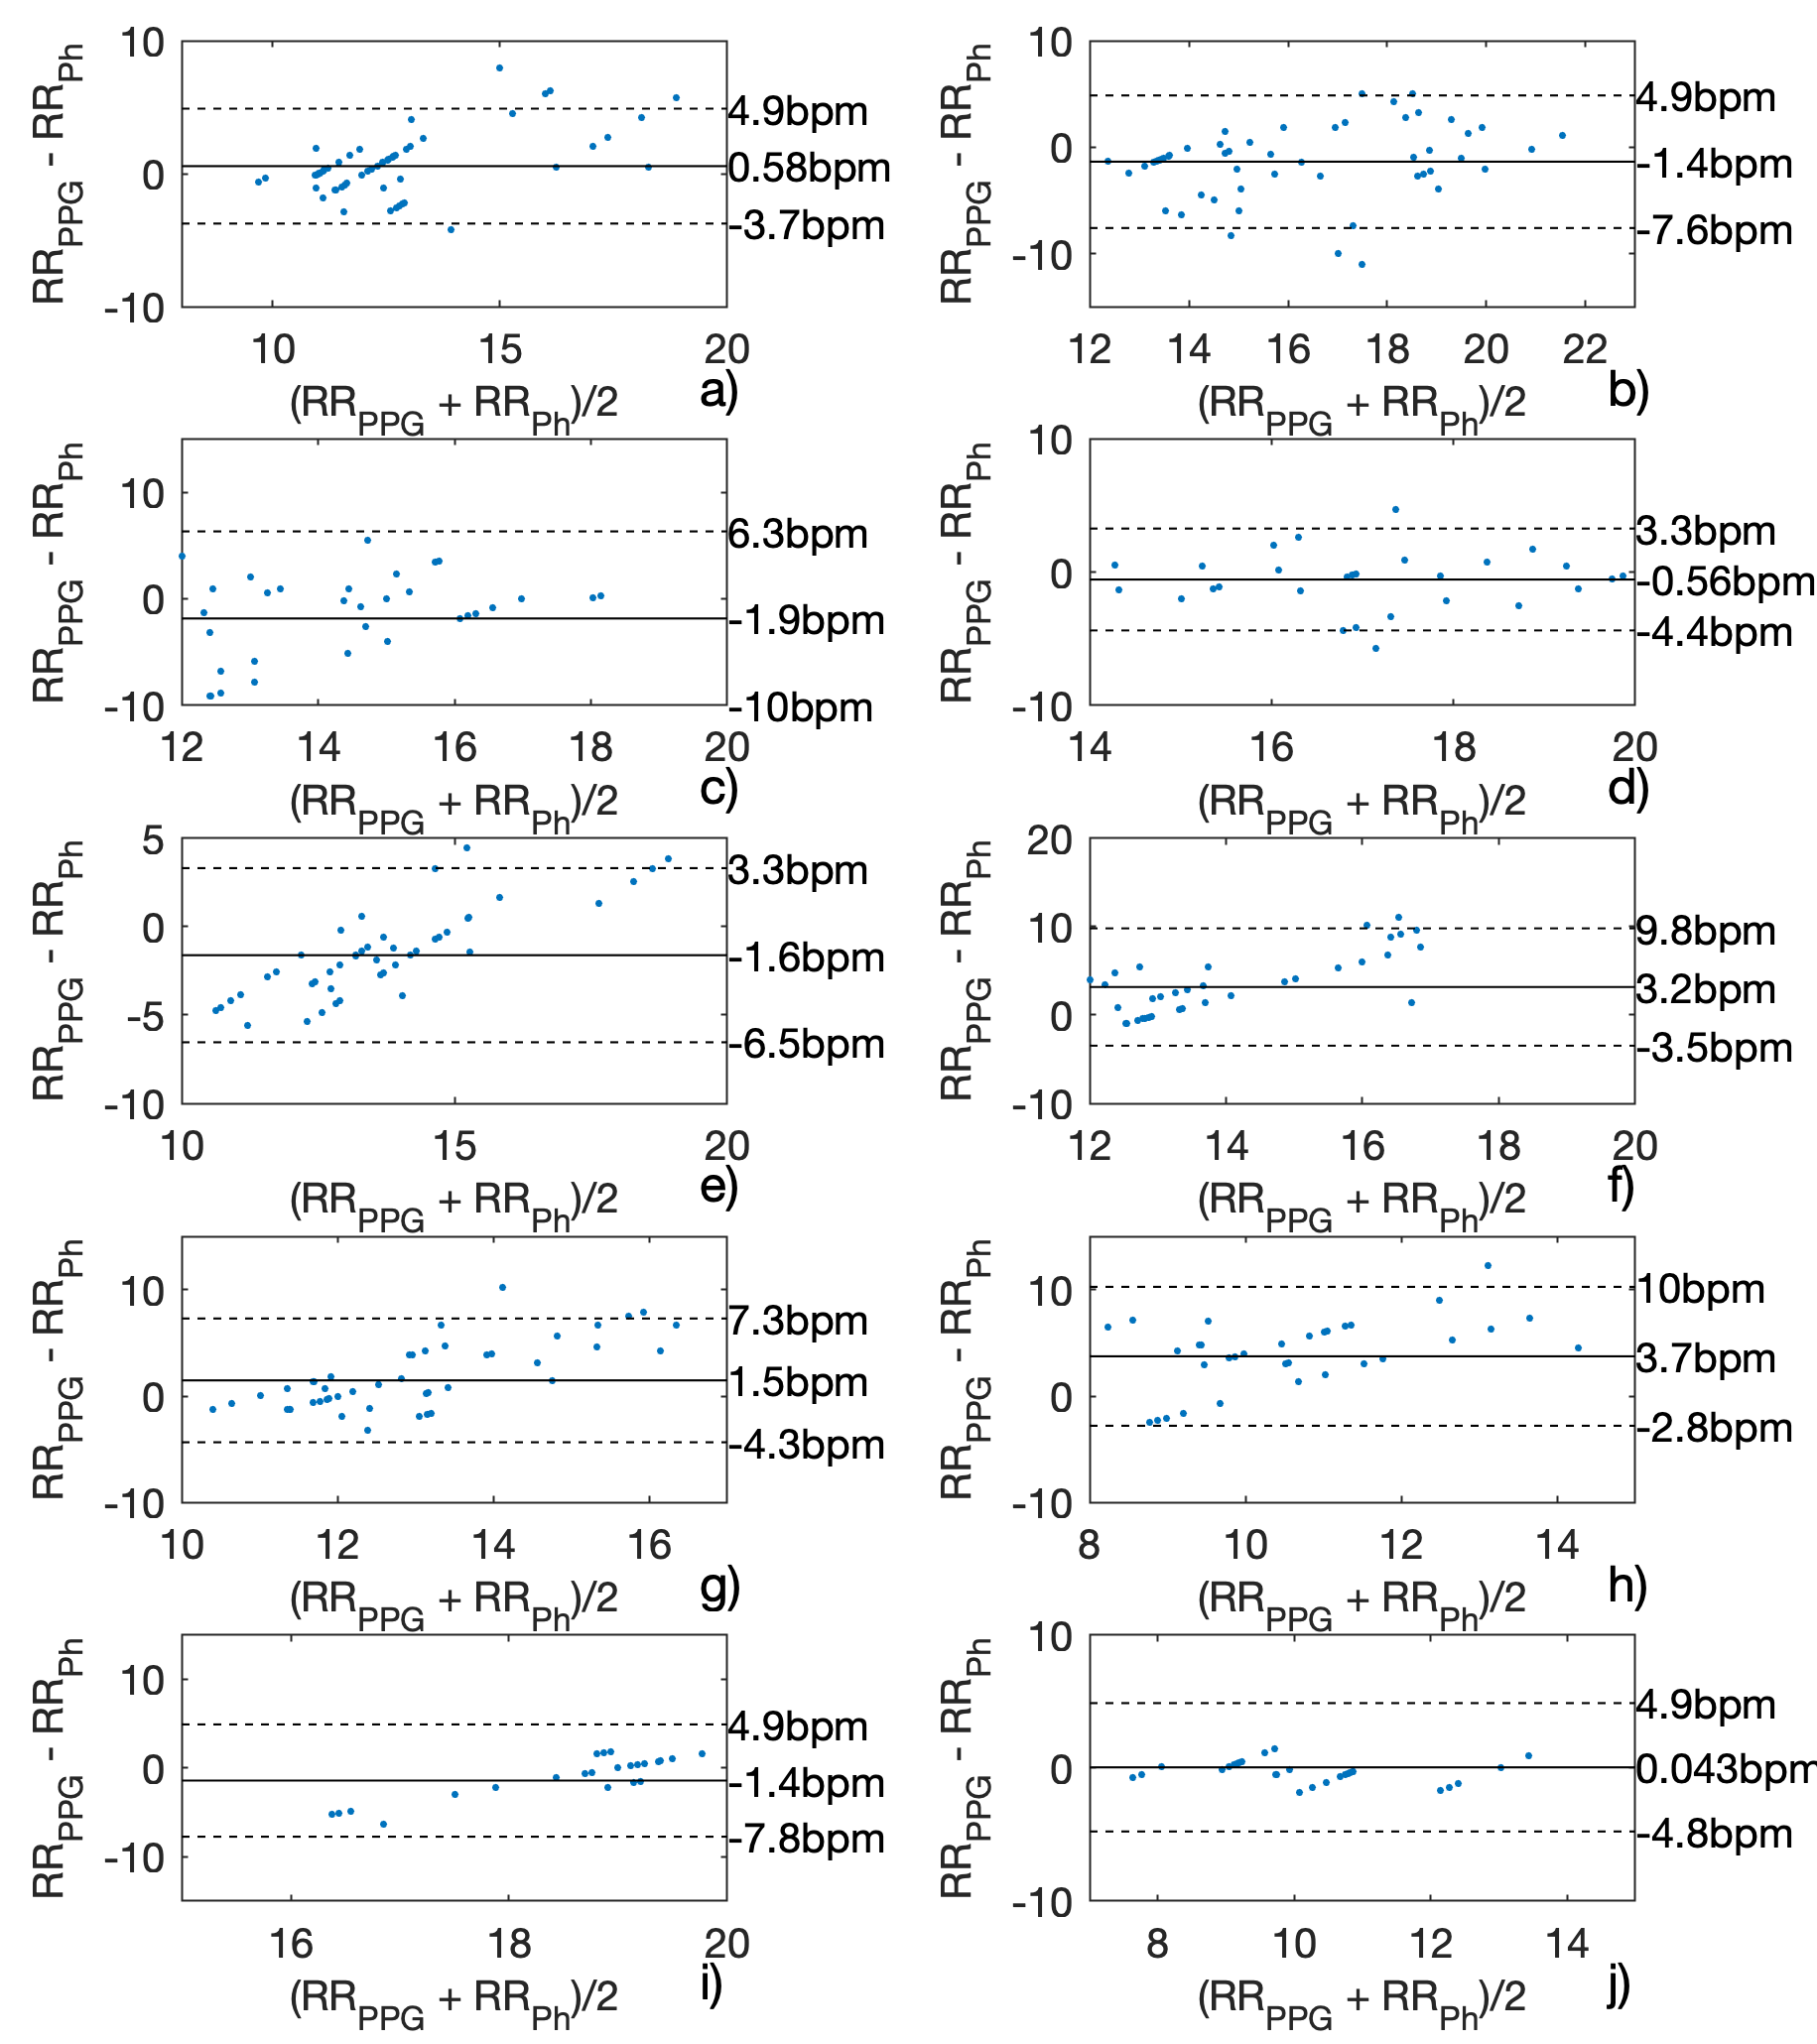 10
0
-10
RR_PPG - RR_Ph
4.9bpm
0.58bpm
-3.7bpm
10 15 20
(RR_PPG + RR_Ph)/2
a)
10
0
-10
RR_PPG - RR_Ph
4.9bpm
-1.4bpm
-7.6bpm
12 14 16 18 20 22
(RR_PPG + RR_Ph)/2
b)
10
0
-10
RR_PPG - RR_Ph
6.3bpm
-1.9bpm
-10bpm
12 14 16 18 20
(RR_PPG + RR_Ph)/2
c)
10
0
-10
RR_PPG - RR_Ph
3.3bpm
-0.56bpm
-4.4bpm
14 16 18 20
(RR_PPG + RR_Ph)/2
d)
5
0
-5
-10
RR_PPG - RR_Ph
3.3bpm
-1.6bpm
-6.5bpm
10 15 20
(RR_PPG + RR_Ph)/2
e)
20
10
0
-10
RR_PPG - RR_Ph
9.8bpm
3.2bpm
-3.5bpm
12 14 16 18 20
(RR_PPG + RR_Ph)/2
f)
10
0
-10
RR_PPG - RR_Ph
7.3bpm
1.5bpm
-4.3bpm
10 12 14 16
(RR_PPG + RR_Ph)/2
g)
10
0
-10
RR_PPG - RR_Ph
10bpm
3.7bpm
-2.8bpm
8 10 12 14
(RR_PPG + RR_Ph)/2
h)
10
0
-10
RR_PPG - RR_Ph
4.9bpm
-1.4bpm
-7.8bpm
16 18 20
(RR_PPG + RR_Ph)/2
i)
10
0
-10
RR_PPG - RR_Ph
4.9bpm
0.043bpm
-4.8bpm
8 10 12 14
(RR_PPG + RR_Ph)/2
j)